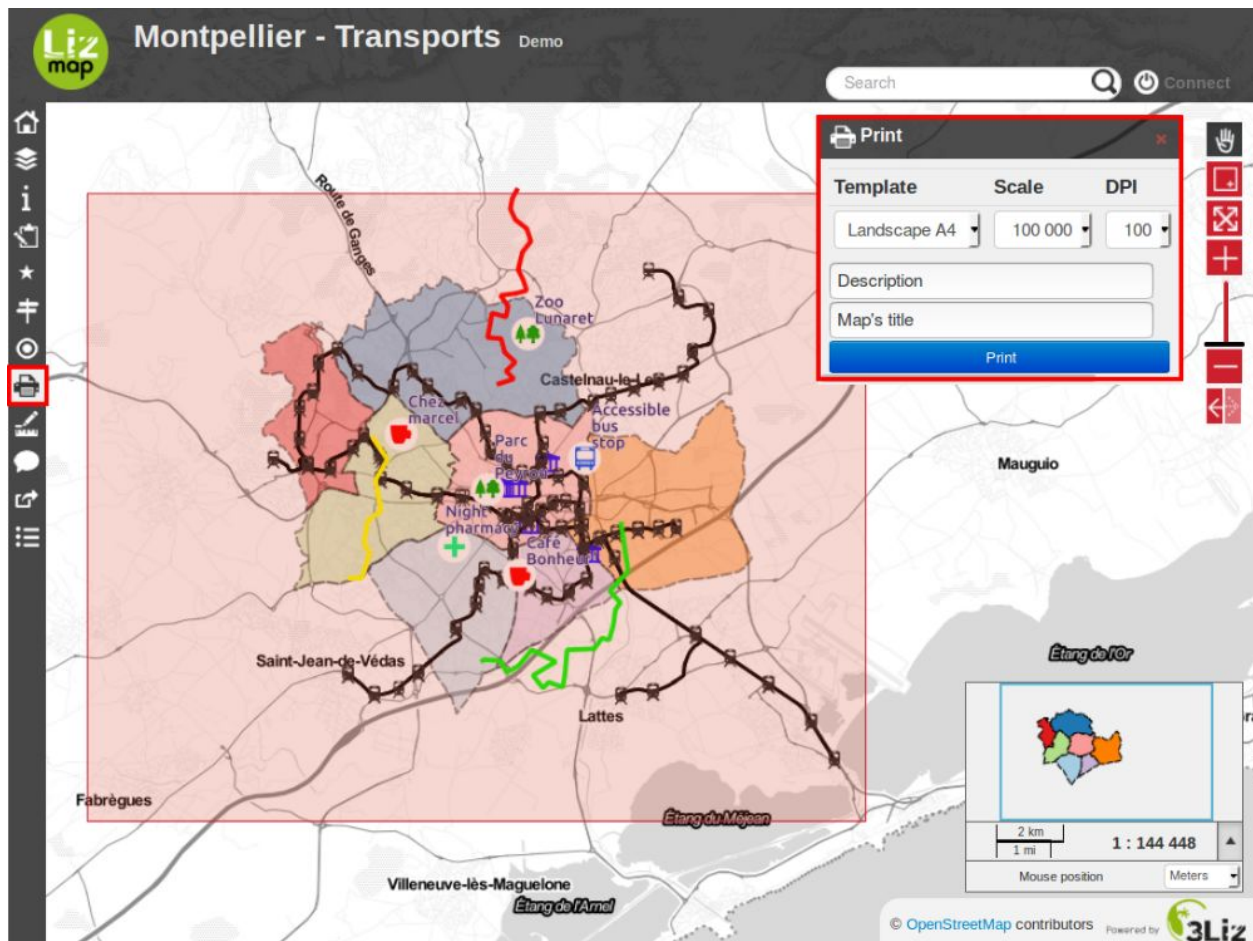 Liz
map
Montpellier - Transports Demo
Search
Connect
Print
Template Scale DPI
Landscape A4 100 000 100
Description
Map's title
Print
Route de Ganges
Zoo
Lunaret
Castelnau-le-Lez
Chez
marcel
Accessible
bus
stop
Parc
du
Peyrou
Mauguio
Night
pharmacy
Café
Bonheur
Saint-Jean-de-Védas
Étang de l'Or
Lattes
Fabrègues
Étang du Méjean
2 km
1 mi
1 : 144 448
Mouse position Meters
Villeneuve-lès-Maguelone
Étang de l'Arnel
© OpenStreetMap contributors Powered by 3Liz